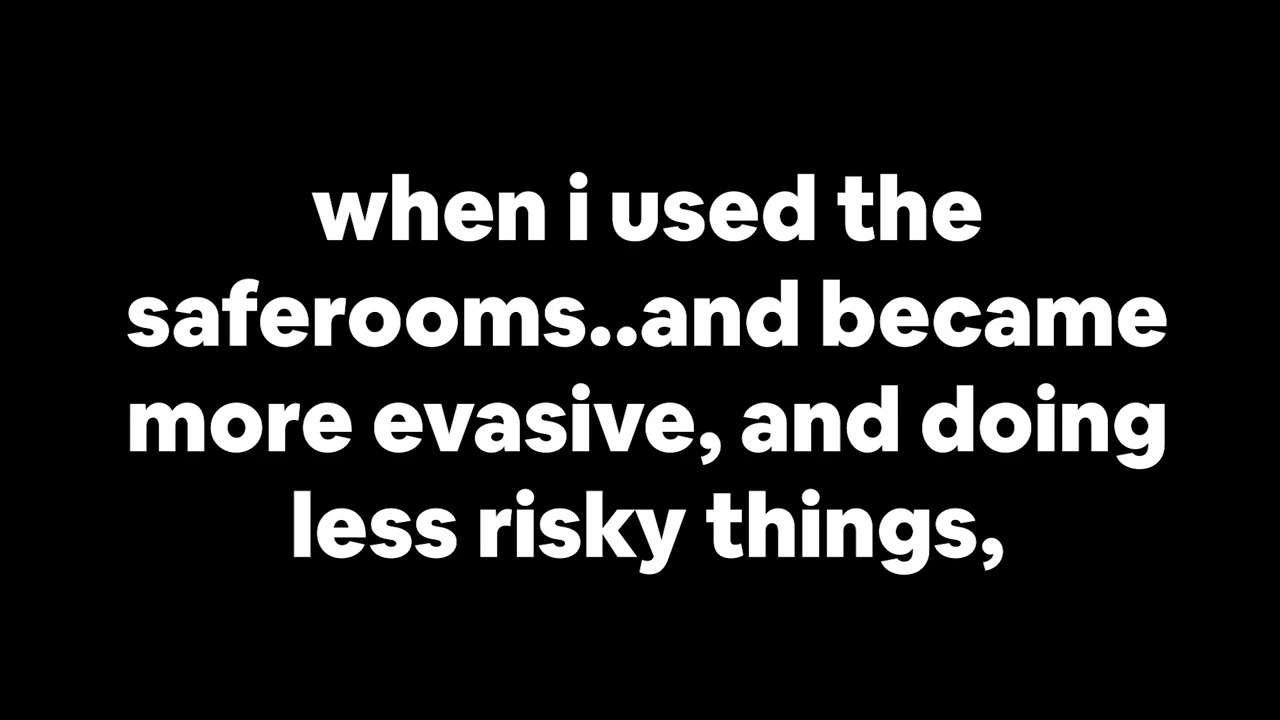 when i used the
saferooms..and became
more evasive, and doing
less risky things,